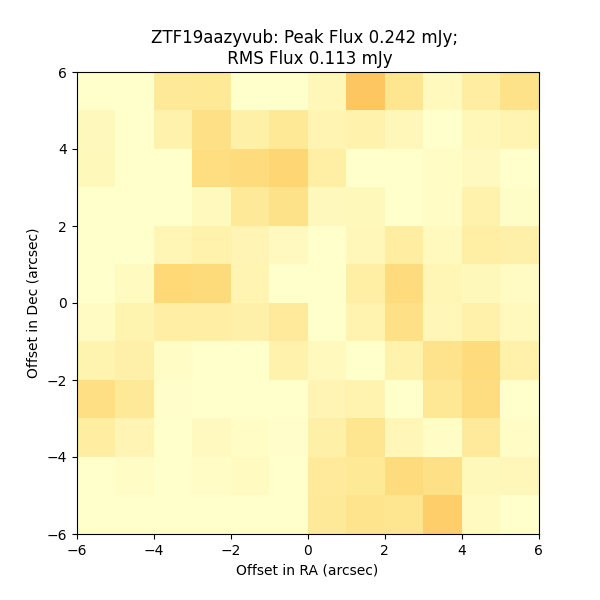 ZTF19aazyvub: Peak Flux 0.242 mJy;
RMS Flux 0.113 mJy
6
4
2
0
−2
−4
−6
Offset in Dec (arcsec)
−6 −4 −2 0 2 4 6
Offset in RA (arcsec)